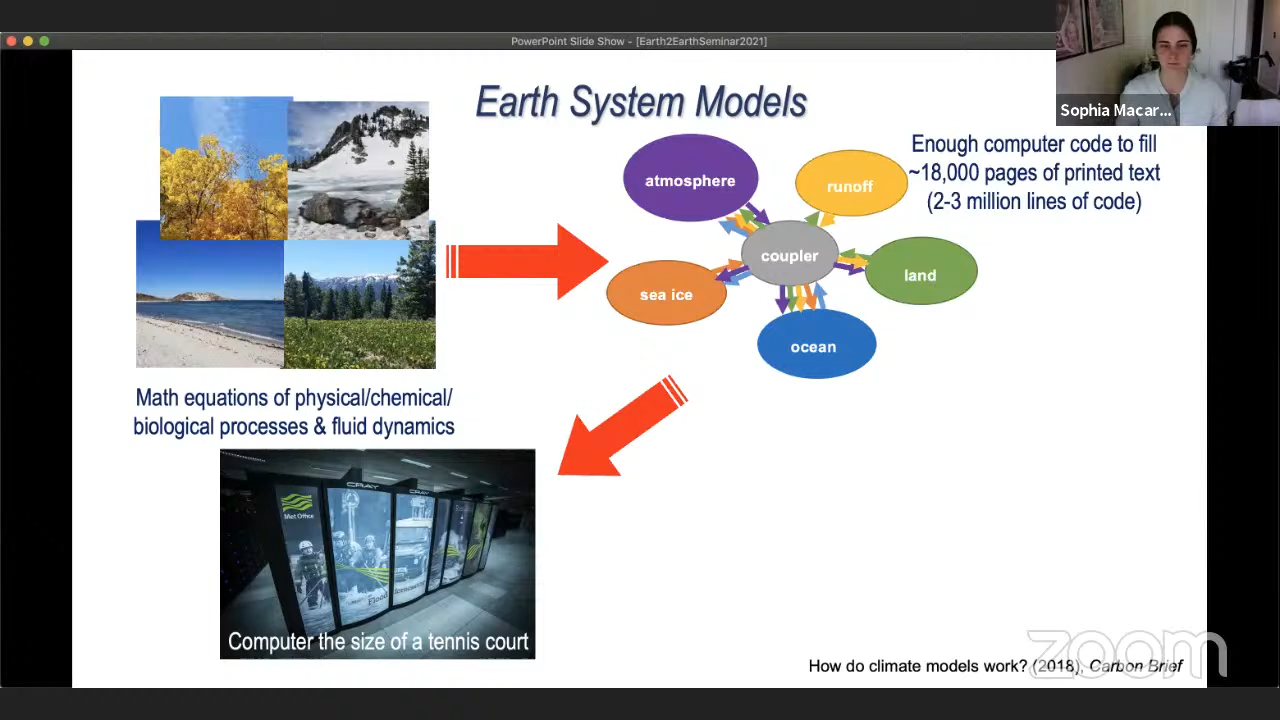 PowerPoint Slide Show - [Earth2EarthSeminar2021]
Sophia Macar...
Earth System Models
Enough computer code to fill
~18,000 pages of printed text
(2-3 million lines of code)
atmosphere
runoff
coupler
land
sea ice
ocean
Math equations of physical/chemical/
biological processes & fluid dynamics
CRAY
CRAY
Met Office
Computer the size of a tennis court
How do climate models work? (2018), Carbon Brief
zoom